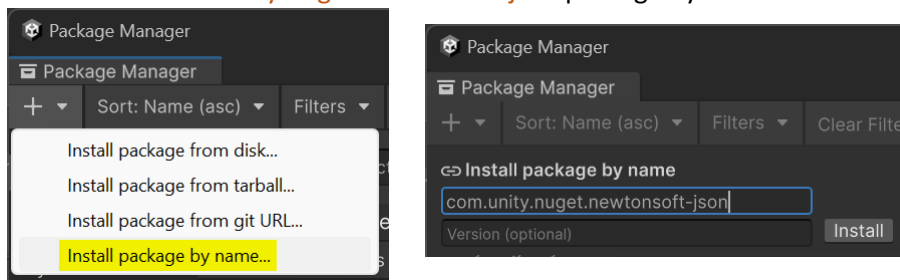 Package Manager
Package Manager
+ Sort: Name (asc) Filters
Install package from disk...
Install package from tarball...
Install package from git URL...
Install package by name...
Package Manager
Package Manager
+ Sort: Name (asc) Filters Clear Filte
Install package by name
com.unity.nuget.newtonsoft-json
Version (optional) Install